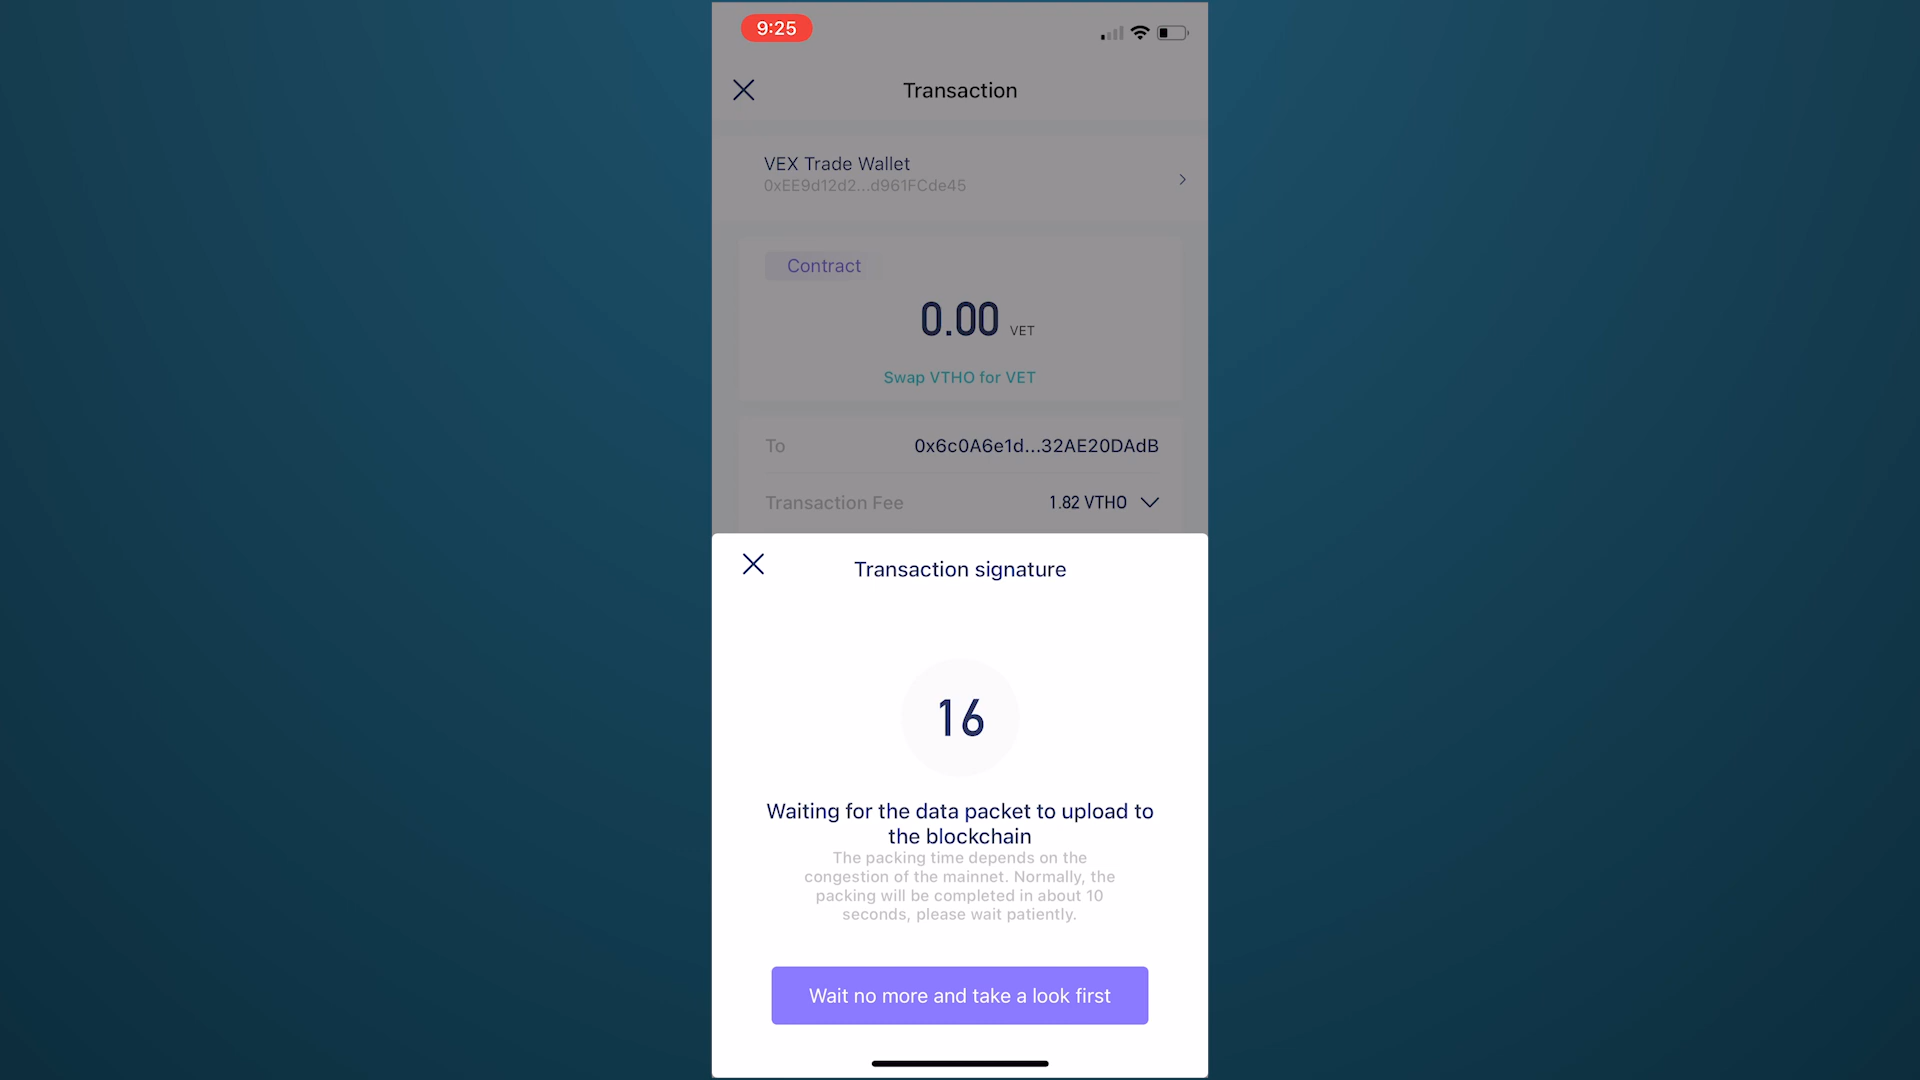 9:25
Transaction
VEX Trade Wallet
0xEE9d12d2...d961FCde45
Contract
0.00 VET
Swap VTHO for VET
To 0x6c0A6e1d...32AE20DAdB
Transaction Fee 1.82 VTHO
Transaction signature
16
Waiting for the data packet to upload to
the blockchain
The packing time depends on the
congestion of the mainnet. Normally, the
packing will be completed in about 10
seconds, please wait patiently.
Wait no more and take a look first